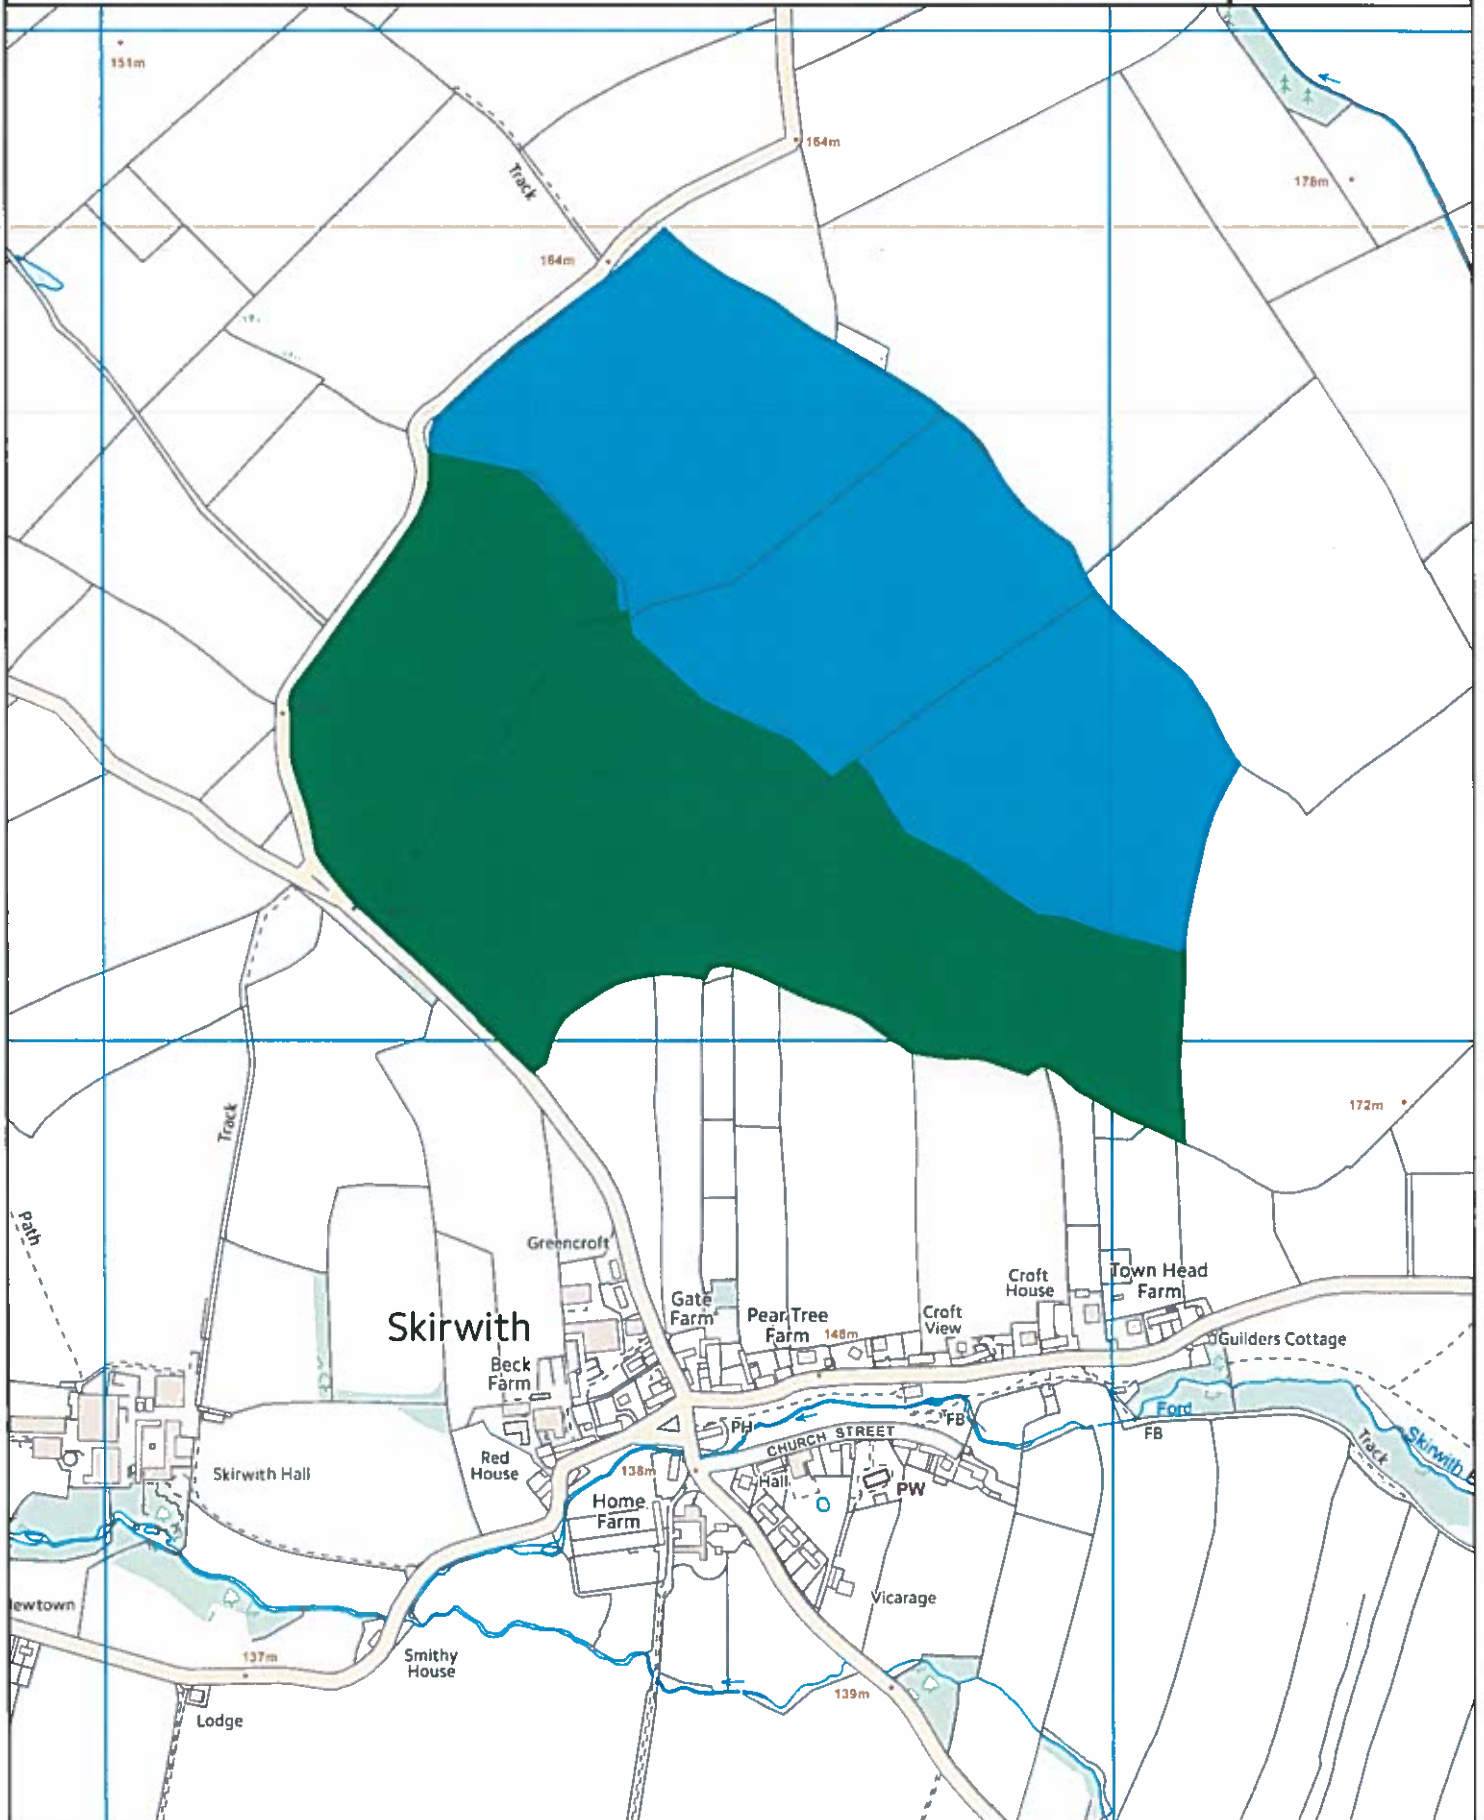 151m
164m
Track
178m
164m
172m
Track
Path
Greencroft
Gate
Farm
Skirwith
Pear Tree
Farm
148m
Croft
View
Croft
House
Town Head
Farm
Guilders Cottage
Beck
Farm
PH
CHURCH STREET
FB
Ford
FB
Track
Skirwith B
Red
House
Skirwith Hall
138m
Hall
PW
Home
Farm
Vicarage
ewtown
137m
Smithy
House
139m
Lodge